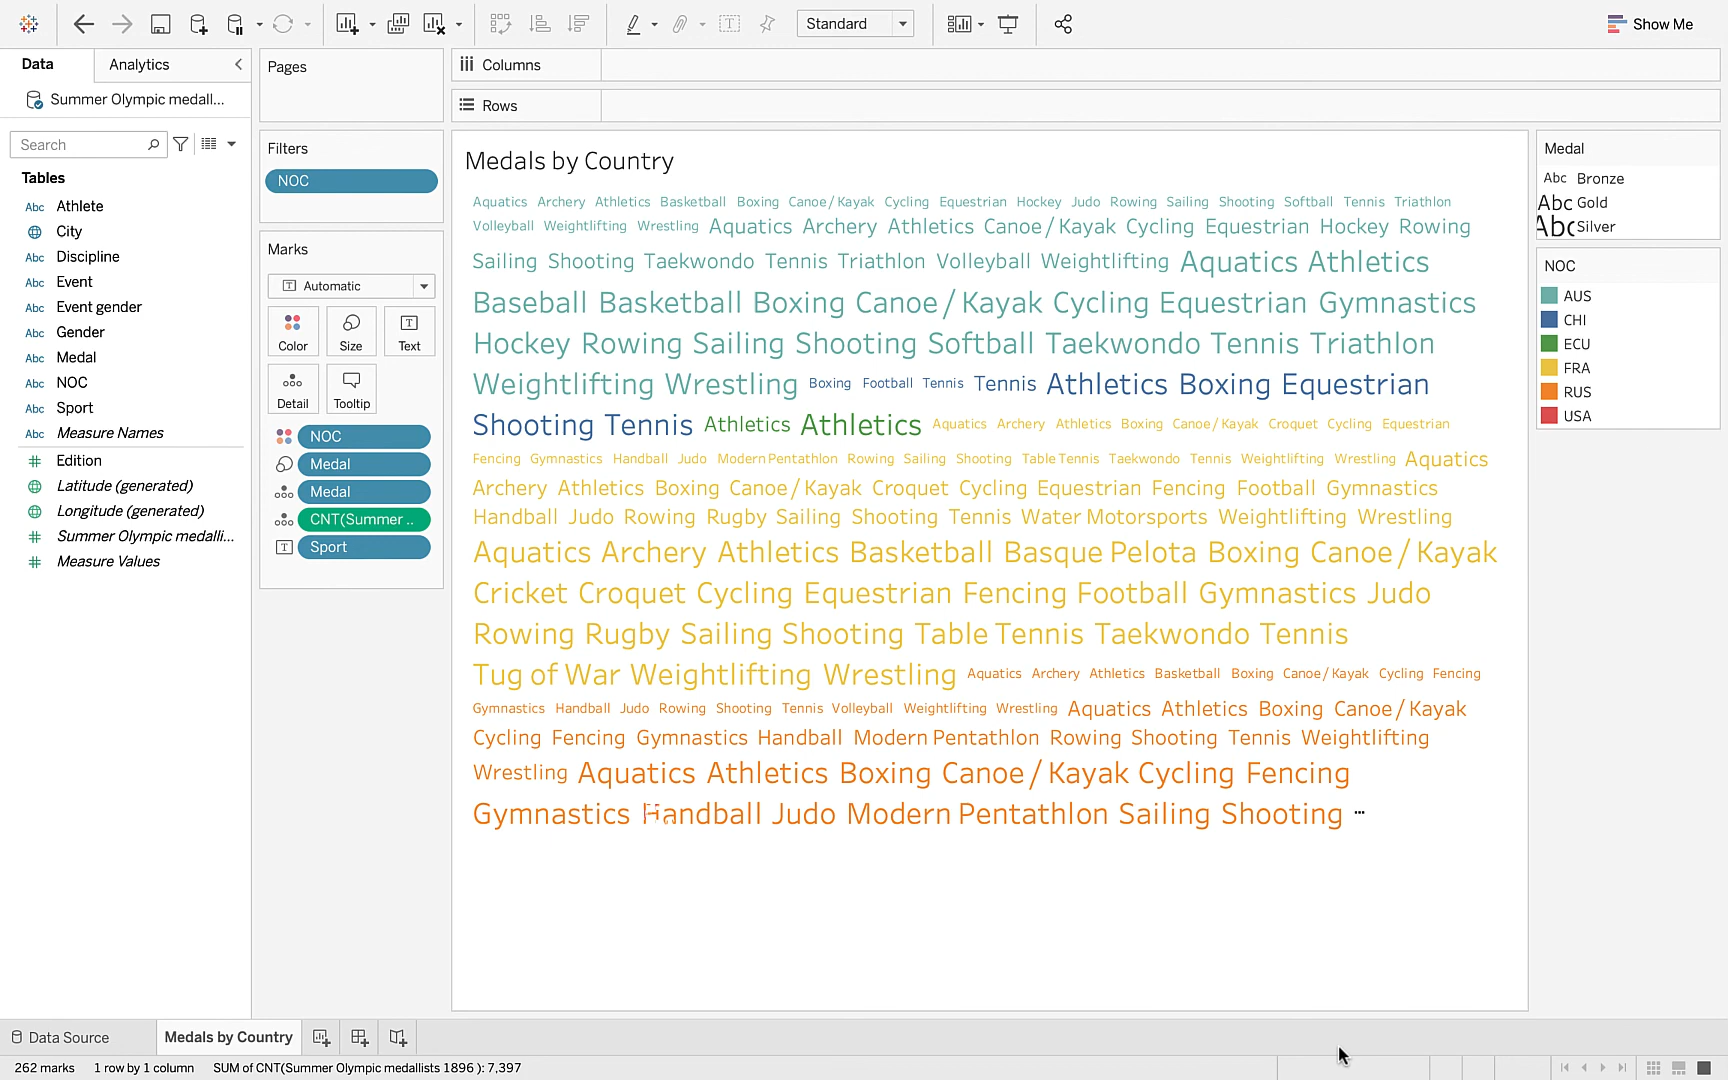 Standard
Show Me
Data
Analytics
Summer Olympic medall...
Search
Tables
Abc Athlete
City
Abc Discipline
Abc Event
Abc Event gender
Abc Gender
Abc Medal
Abc NOC
Abc Sport
Abc Measure Names
Edition
Latitude (generated)
Longitude (generated)
Summer Olympic medalli...
Measure Values
Pages
Filters
NOC
Marks
Automatic
Color Size Text
Detail Tooltip
NOC
Medal
Medal
CNT(Summer ..
Sport
Columns
Rows
Medals by Country
Aquatics Archery Athletics Basketball Boxing Canoe / Kayak Cycling Equestrian Hockey Judo Rowing Sailing Shooting Softball Tennis Triathlon
Volleyball Weightlifting Wrestling Aquatics Archery Athletics Canoe / Kayak Cycling Equestrian Hockey Rowing
Sailing Shooting Taekwondo Tennis Triathlon Volleyball Weightlifting Aquatics Athletics
Baseball Basketball Boxing Canoe / Kayak Cycling Equestrian Gymnastics
Hockey Rowing Sailing Shooting Softball Taekwondo Tennis Triathlon
Weightlifting Wrestling Boxing Football Tennis Tennis Athletics Boxing Equestrian
Shooting Tennis Athletics Athletics Aquatics Archery Athletics Boxing Canoe / Kayak Croquet Cycling Equestrian
Fencing Gymnastics Handball Judo Modern Pentathlon Rowing Sailing Shooting Table Tennis Taekwondo Tennis Weightlifting Wrestling Aquatics
Archery Athletics Boxing Canoe / Kayak Croquet Cycling Equestrian Fencing Football Gymnastics
Handball Judo Rowing Rugby Sailing Shooting Tennis Water Motorsports Weightlifting Wrestling
Aquatics Archery Athletics Basketball Basque Pelota Boxing Canoe / Kayak
Cricket Croquet Cycling Equestrian Fencing Football Gymnastics Judo
Rowing Rugby Sailing Shooting Table Tennis Taekwondo Tennis
Tug of War Weightlifting Wrestling Aquatics Archery Athletics Basketball Boxing Canoe / Kayak Cycling Fencing
Gymnastics Handball Judo Rowing Shooting Tennis Volleyball Weightlifting Wrestling Aquatics Athletics Boxing Canoe / Kayak
Cycling Fencing Gymnastics Handball Modern Pentathlon Rowing Shooting Tennis Weightlifting
Wrestling Aquatics Athletics Boxing Canoe / Kayak Cycling Fencing
Gymnastics Handball Judo Modern Pentathlon Sailing Shooting ...
Medal
Abc Bronze
Abc Gold
Abc Silver
NOC
AUS
CHI
ECU
FRA
RUS
USA
Data Source
Medals by Country
262 marks 1 row by 1 column SUM of CNT(Summer Olympic medallists 1896 ): 7,397